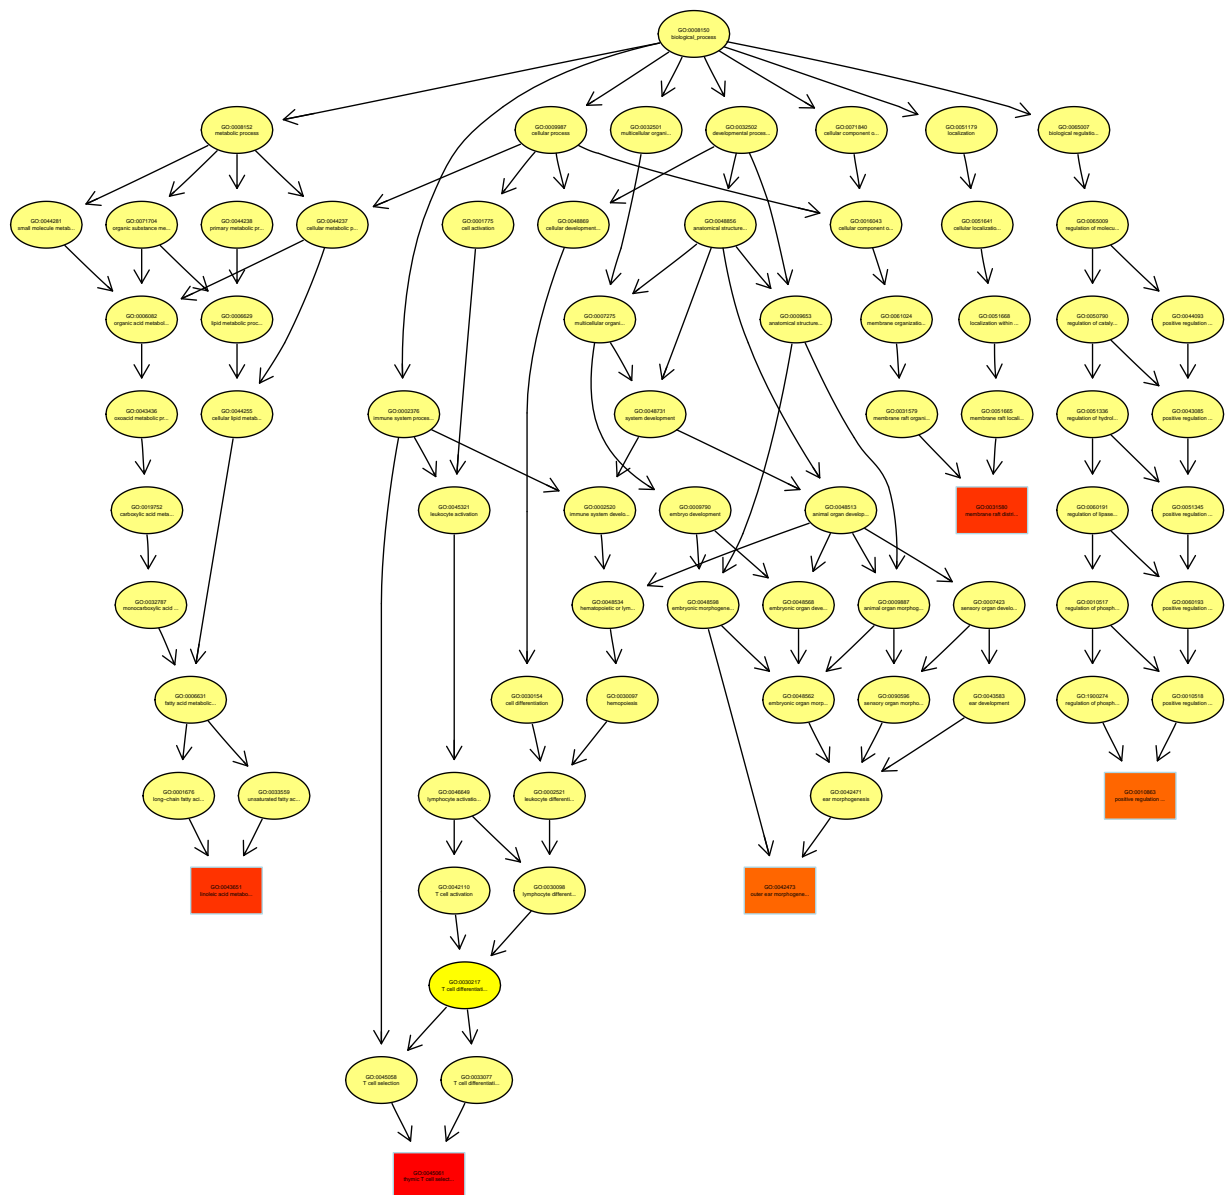 GO:0008150
biological_process
GO:0008152
metabolic process
GO:0009987
cellular process
GO:0032501
multicellular organi...
GO:0032502
developmental proces...
GO:0071840
cellular component o...
GO:0051179
localization
GO:0065007
biological regulatio...
GO:0044281
small molecule metab...
GO:0071704
organic substance me...
GO:0044238
primary metabolic pr...
GO:0044237
cellular metabolic p...
GO:0001775
cell activation
GO:0048869
cellular development...
GO:0048856
anatomical structure...
GO:0016043
cellular component o...
GO:0051641
cellular localizatio...
GO:0065009
regulation of molecu...
GO:0006082
organic acid metabol...
GO:0006629
lipid metabolic proc...
GO:0007275
multicellular organi...
GO:0009653
anatomical structure...
GO:0061024
membrane organizatio...
GO:0051668
localization within ...
GO:0050790
regulation of cataly...
GO:0044093
positive regulation ...
GO:0043436
oxoacid metabolic pr...
GO:0044255
cellular lipid metab...
GO:0002376
immune system proces...
GO:0048731
system development
GO:0031579
membrane raft organi...
GO:0051665
membrane raft locali...
GO:0051336
regulation of hydrol...
GO:0043085
positive regulation ...
GO:0019752
carboxylic acid meta...
GO:0045321
leukocyte activation
GO:0002520
immune system develo...
GO:0009790
embryo development
GO:0048513
animal organ develop...
GO:0031580
membrane raft distri...
GO:0060191
regulation of lipase...
GO:0051345
positive regulation ...
GO:0032787
monocarboxylic acid ...
GO:0048534
hematopoietic or lym...
GO:0048598
embryonic morphogene...
GO:0048568
embryonic organ deve...
GO:0009887
animal organ morphog...
GO:0007423
sensory organ develo...
GO:0010517
regulation of phosph...
GO:0060193
positive regulation ...
GO:0006631
fatty acid metabolic...
GO:0030154
cell differentiation
GO:0030097
hemopoiesis
GO:0048562
embryonic organ morp...
GO:0090596
sensory organ morpho...
GO:0043583
ear development
GO:1900274
regulation of phosph...
GO:0010518
positive regulation ...
GO:0001676
long-chain fatty aci...
GO:0033559
unsaturated fatty ac...
GO:0046649
lymphocyte activatio...
GO:0002521
leukocyte differenti...
GO:0042471
ear morphogenesis
GO:0010863
positive regulation ...
GO:0043651
linoleic acid metabo...
GO:0042110
T cell activation
GO:0030098
lymphocyte different...
GO:0042473
outer ear morphogene...
GO:0030217
T cell differentiati...
GO:0045058
T cell selection
GO:0033077
T cell differentiati...
GO:0045061
thymic T cell select...